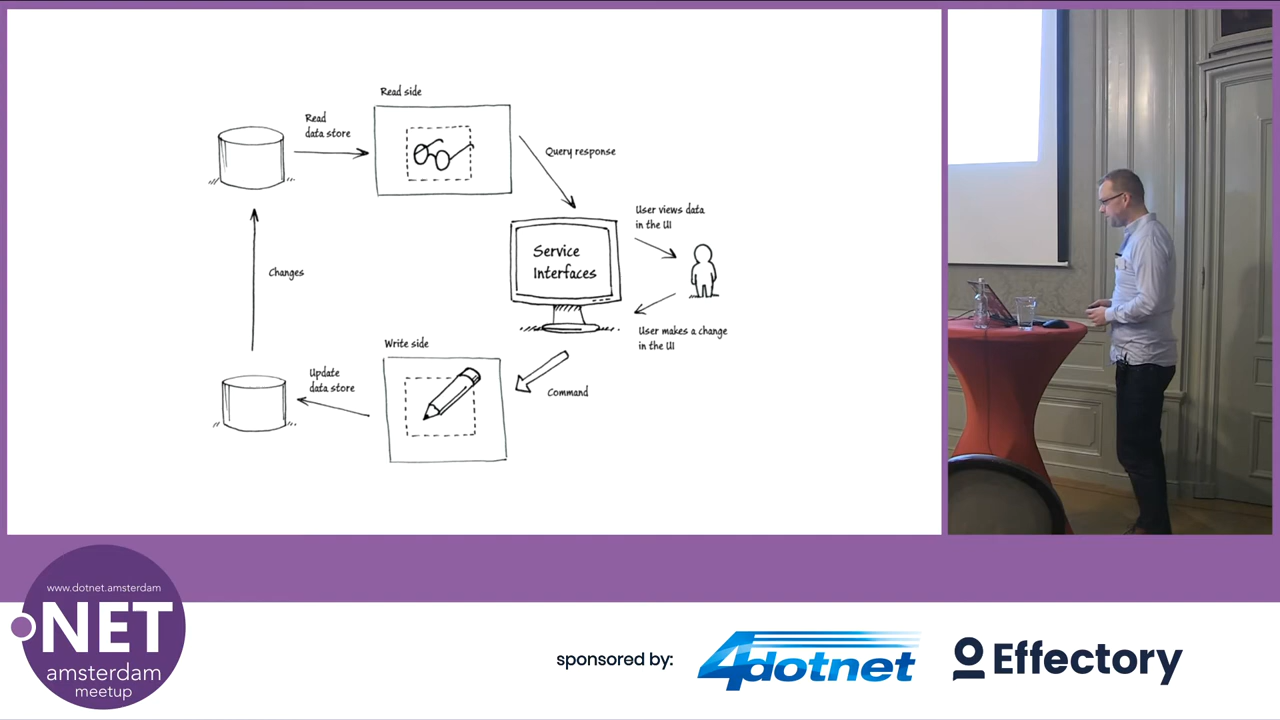 Read side
Read
data store
Query response
User views data
in the UI
Service
Interfaces
Changes
User makes a change
in the UI
Write side
Update
data store
Command
www.dotnet.amsterdam
.NET
amsterdam
meetup
sponsored by:
4dotnet
Effectory